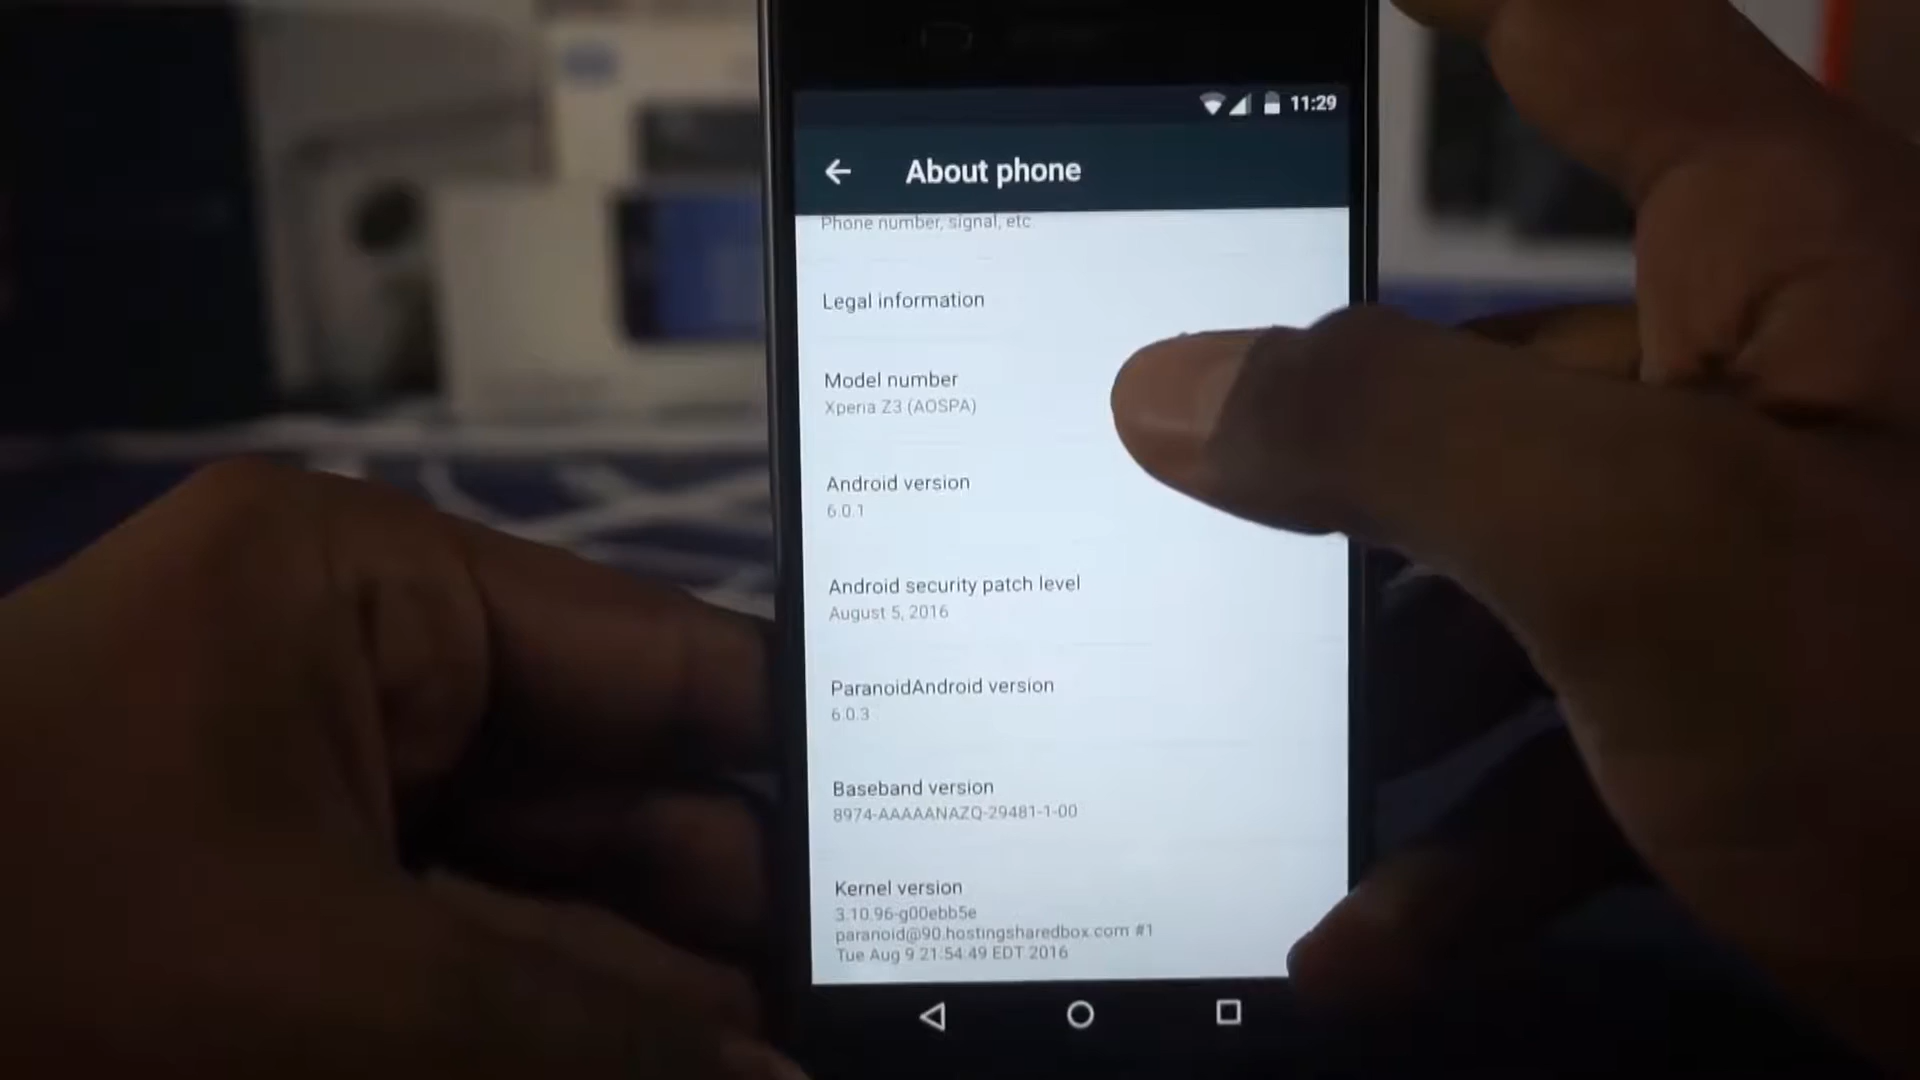 11:29
About phone
Phone number, signal, etc
Legal information
Model number
Xperia Z3 (AOSPA)
Android version
6.0.1
Android security patch level
August 5, 2016
ParanoidAndroid version
6.0.3
Baseband version
8974-AAAAANAZQ-29481-1-00
Kernel version
3.10.96-g00ebb5e
paranoid@90.hostingsharedbox.com #1
Tue Aug 9 21:54:49 EDT 2016